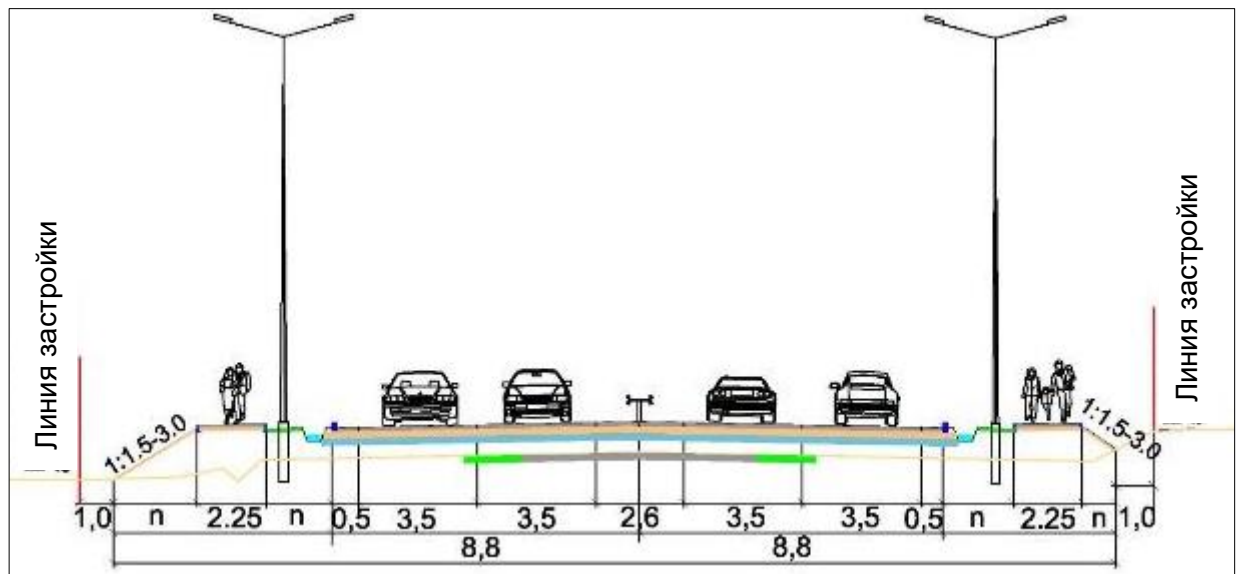 Линия застройки
Линия застройки
1:1.5-3.0
1:1.5-3.0
1,0 n 2.25 n 0,5 3,5 3,5 2,6 3,5 3,5 0,5 n 2.25 n 1,0
8,8 8,8